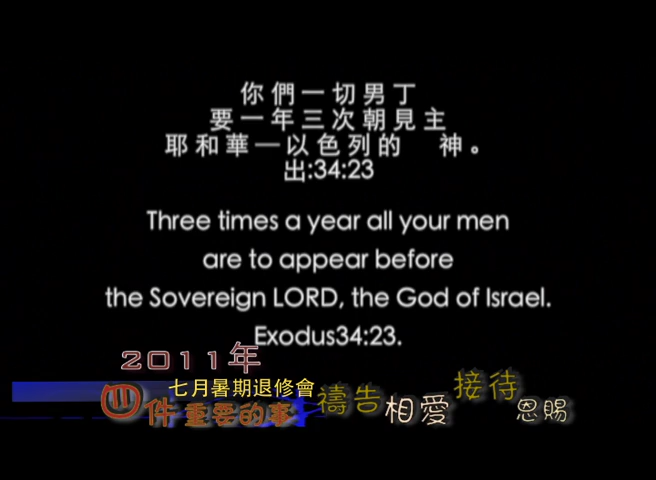 你們一切男丁
要一年三次朝見主
耶和華—以色列的　神。
出:34:23
Three times a year all your men
are to appear before
the Sovereign LORD, the God of Israel.
Exodus34:23.
2011年
七月暑期退修會
四件重要的事
禱告 相愛 接待 恩賜